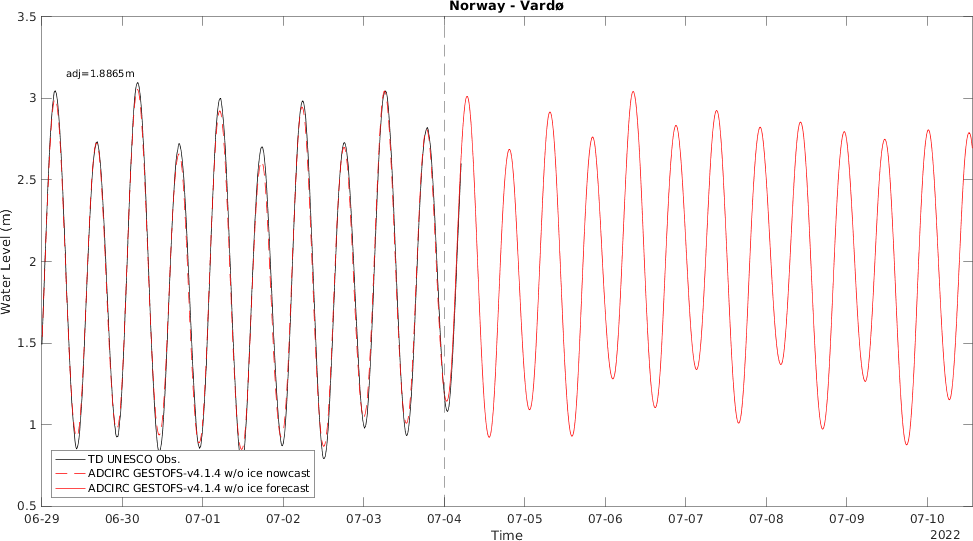 Norway - Vardø
adj=1.8865m
3.5
3
2.5
2
1.5
1
0.5
Water Level (m)
TD UNESCO Obs.
ADCIRC GESTOFS-v4.1.4 w/o ice nowcast
ADCIRC GESTOFS-v4.1.4 w/o ice forecast
06-29 06-30 07-01 07-02 07-03 07-04 07-05 07-06 07-07 07-08 07-09 07-10
Time
2022